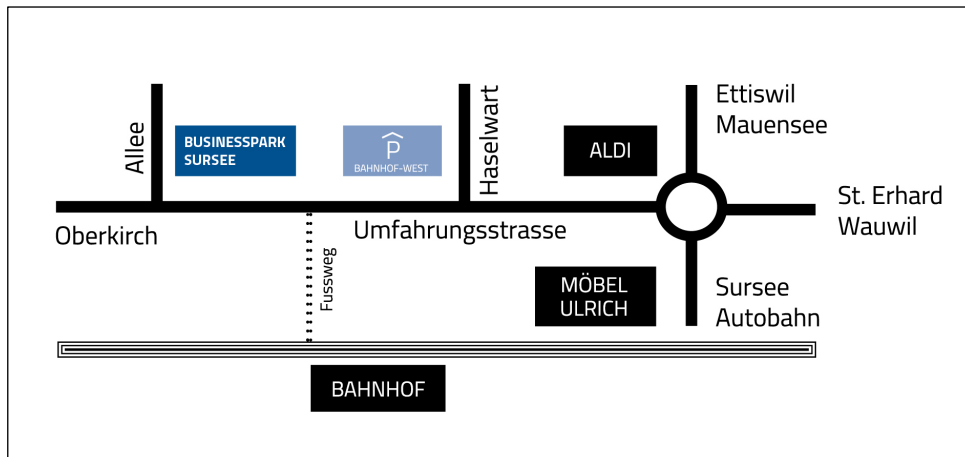 Allee
BUSINESSPARK
SURSEE
P
BAHNHOF-WEST
Haselwart
ALDI
Ettiswil
Mauensee
St. Erhard
Wauwil
Oberkirch
Umfahrungsstrasse
Fussweg
MÖBEL
ULRICH
Sursee
Autobahn
BAHNHOF